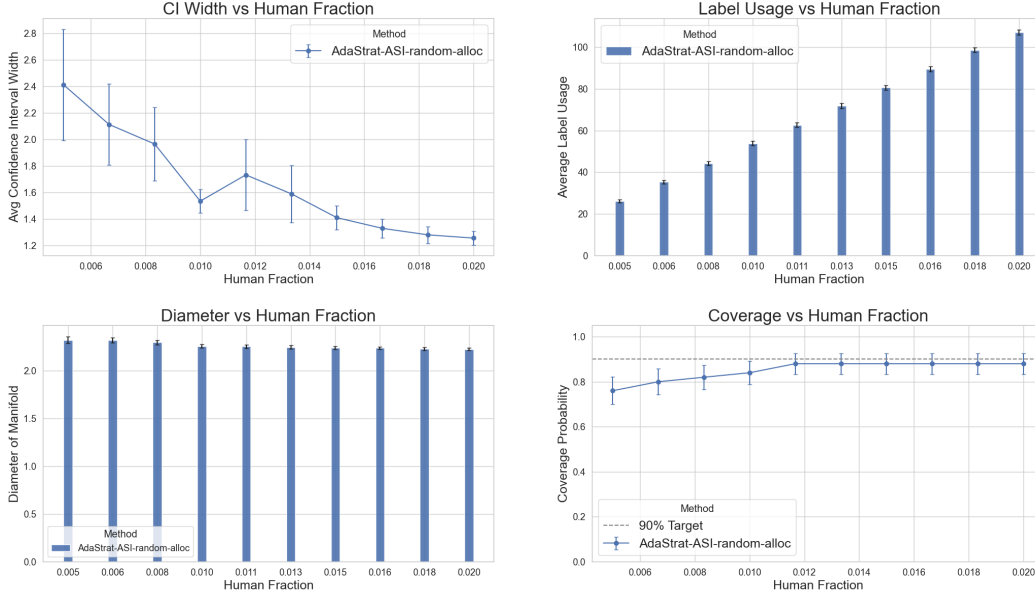 CI Width vs Human Fraction
Avg Confidence Interval Width
2.8
2.6
2.4
2.2
2.0
1.8
1.6
1.4
1.2
Method
AdaStrat-ASI-random-alloc
0.006
0.008
0.010
0.012
0.014
0.016
0.018
0.020
Human Fraction
Label Usage vs Human Fraction
Average Label Usage
100
80
60
40
20
0
Method
AdaStrat-ASI-random-alloc
0.005
0.006
0.008
0.010
0.011
0.013
0.015
0.016
0.018
0.020
Human Fraction
Diameter vs Human Fraction
Diameter of Manifold
2.0
1.5
1.0
0.5
0.0
Method
AdaStrat-ASI-random-alloc
0.005
0.006
0.008
0.010
0.011
0.013
0.015
0.016
0.018
0.020
Human Fraction
Coverage vs Human Fraction
Coverage Probability
1.0
0.8
0.6
0.4
0.2
0.0
Method
90% Target
AdaStrat-ASI-random-alloc
0.006
0.008
0.010
0.012
0.014
0.016
0.018
0.020
Human Fraction